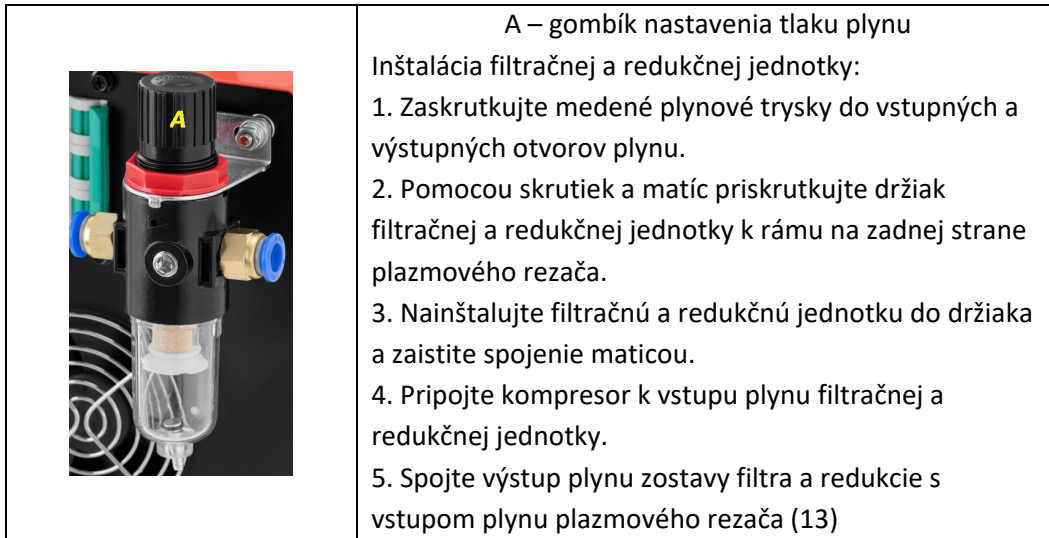 A
A – gombík nastavenia tlaku plynu
Inštalácia filtračnej a redukčnej jednotky:
1. Zaskrutkujte medené plynové trysky do vstupných a
výstupných otvorov plynu.
2. Pomocou skrutiek a matíc priskrutkujte držiak
filtračnej a redukčnej jednotky k rámu na zadnej strane
plazmového rezača.
3. Nainštalujte filtračnú a redukčnú jednotku do držiaka
a zaistite spojenie maticou.
4. Pripojte kompresor k vstupu plynu filtračnej a
redukčnej jednotky.
5. Spojte výstup plynu zostavy filtra a redukcie s
vstupom plynu plazmového rezača (13)